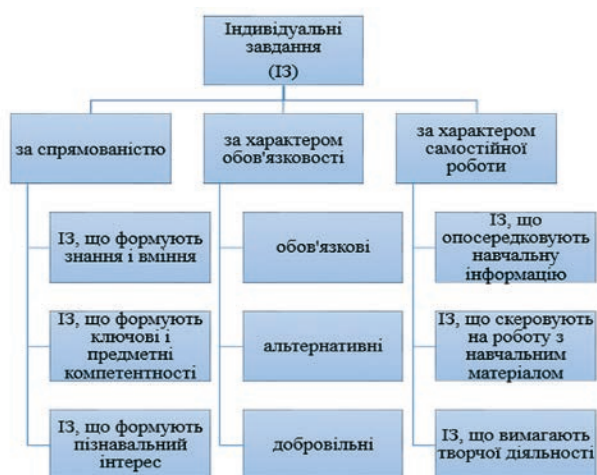 Індивідуальні
завдання
(ІЗ)
за спрямованістю
ІЗ, що формують
знання і вміння
ІЗ, що формують
ключові і
предметні
компетентності
ІЗ, що формують
пізнавальний
інтерес
за характером
обов'язковості
обов'язкові
альтернативні
добровільні
за характером
самостійної
роботи
ІЗ, що
опосередковують
навчальну
інформацію
ІЗ, що скеровують
на роботу з
навчальним
матеріалом
ІЗ, що вимагають
творчої діяльності